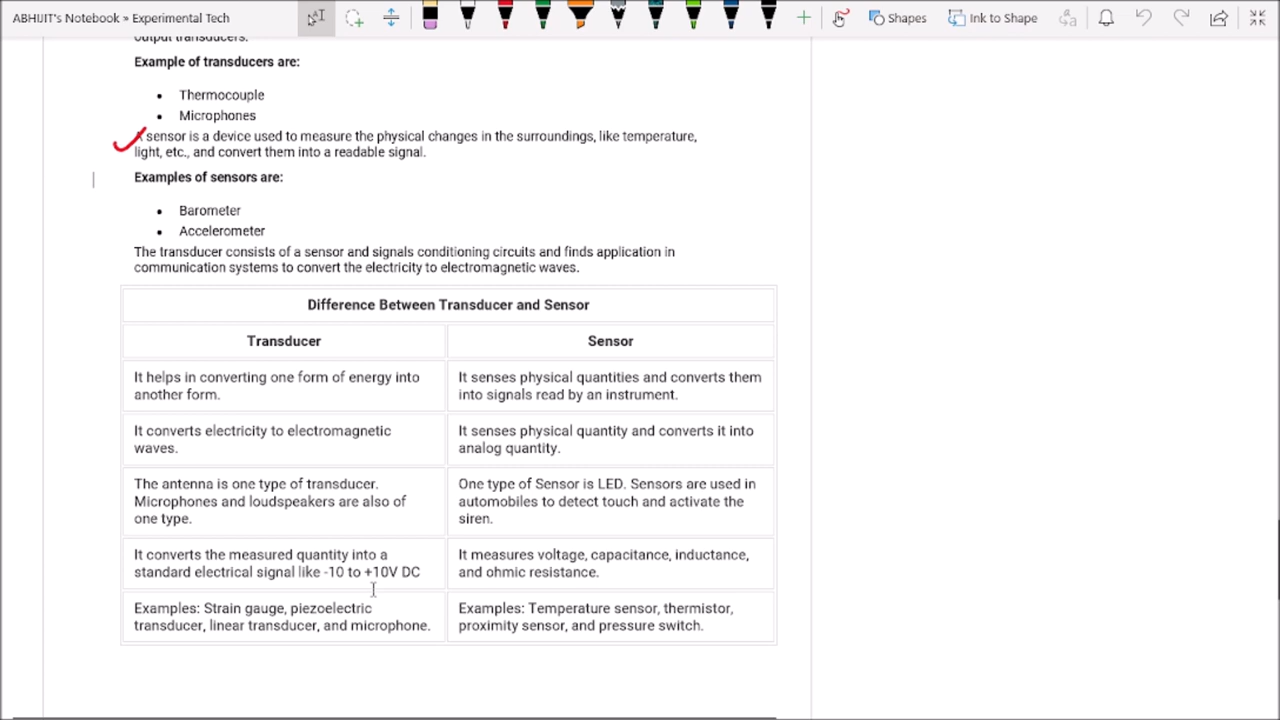 ABHIJIT's Notebook » Experimental Tech
Shapes
Ink to Shape
output transducers.
Example of transducers are:
• Thermocouple
• Microphones
sensor is a device used to measure the physical changes in the surroundings, like temperature,
light, etc., and convert them into a readable signal.
Examples of sensors are:
• Barometer
• Accelerometer
The transducer consists of a sensor and signals conditioning circuits and finds application in
communication systems to convert the electricity to electromagnetic waves.
Difference Between Transducer and Sensor
Transducer
Sensor
It helps in converting one form of energy into
another form.
It senses physical quantities and converts them
into signals read by an instrument.
It converts electricity to electromagnetic
waves.
It senses physical quantity and converts it into
analog quantity.
The antenna is one type of transducer.
Microphones and loudspeakers are also of
one type.
One type of Sensor is LED. Sensors are used in
automobiles to detect touch and activate the
siren.
It converts the measured quantity into a
standard electrical signal like -10 to +10V DC
It measures voltage, capacitance, inductance,
and ohmic resistance.
Examples: Strain gauge, piezoelectric
transducer, linear transducer, and microphone.
Examples: Temperature sensor, thermistor,
proximity sensor, and pressure switch.